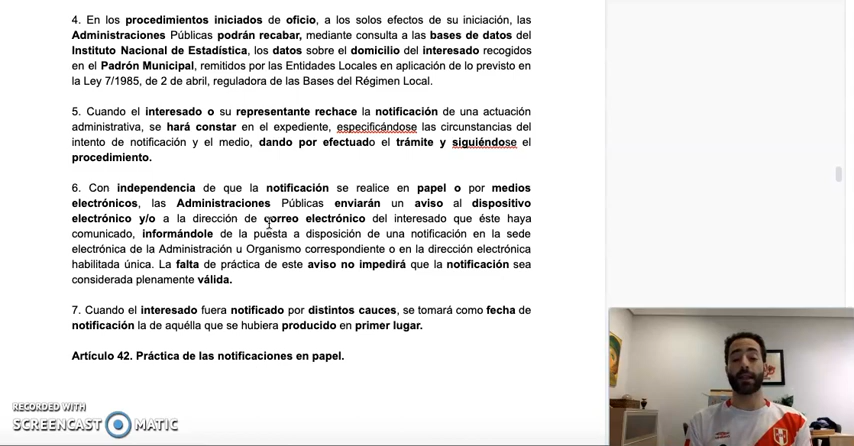 4. En los procedimientos iniciados de oficio, a los solos efectos de su iniciación, las
Administraciones Públicas podrán recabar, mediante consulta a las bases de datos del
Instituto Nacional de Estadística, los datos sobre el domicilio del interesado recogidos
en el Padrón Municipal, remitidos por las Entidades Locales en aplicación de lo previsto en
la Ley 7/1985, de 2 de abril, reguladora de las Bases del Régimen Local.
5. Cuando el interesado o su representante rechace la notificación de una actuación
administrativa, se hará constar en el expediente, especificándose las circunstancias del
intento de notificación y el medio, dando por efectuado el trámite y siguiéndose el
procedimiento.
6. Con independencia de que la notificación se realice en papel o por medios
electrónicos, las Administraciones Públicas enviarán un aviso al dispositivo
electrónico y/o a la dirección de correo electrónico del interesado que éste haya
comunicado, informándole de la puesta a disposición de una notificación en la sede
electrónica de la Administración u Organismo correspondiente o en la dirección electrónica
habilitada única. La falta de práctica de este aviso no impedirá que la notificación sea
considerada plenamente válida.
7. Cuando el interesado fuera notificado por distintos cauces, se tomará como fecha de
notificación la de aquélla que se hubiera producido en primer lugar.
Artículo 42. Práctica de las notificaciones en papel.
RECORDED WITH
SCREENCAST MATIC